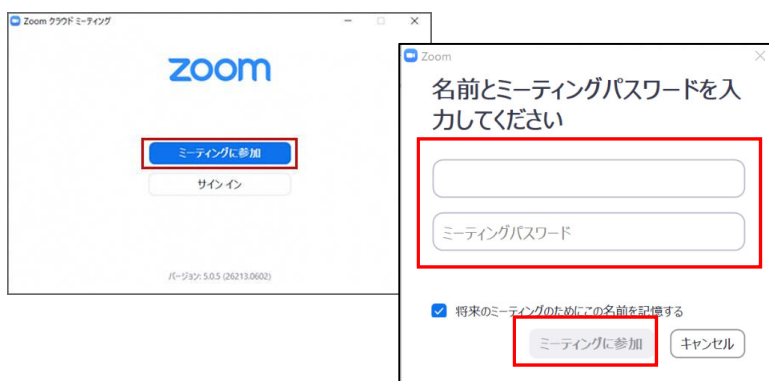 Zoom クラウド ミーティング
zoom
ミーティングに参加
サイン イン
バージョン: 5.0.5 (26213.0602)
Zoom
名前とミーティングパスワードを入
力してください
ミーティングパスワード
将来のミーティングのためにこの名前を記憶する
ミーティングに参加
キャンセル